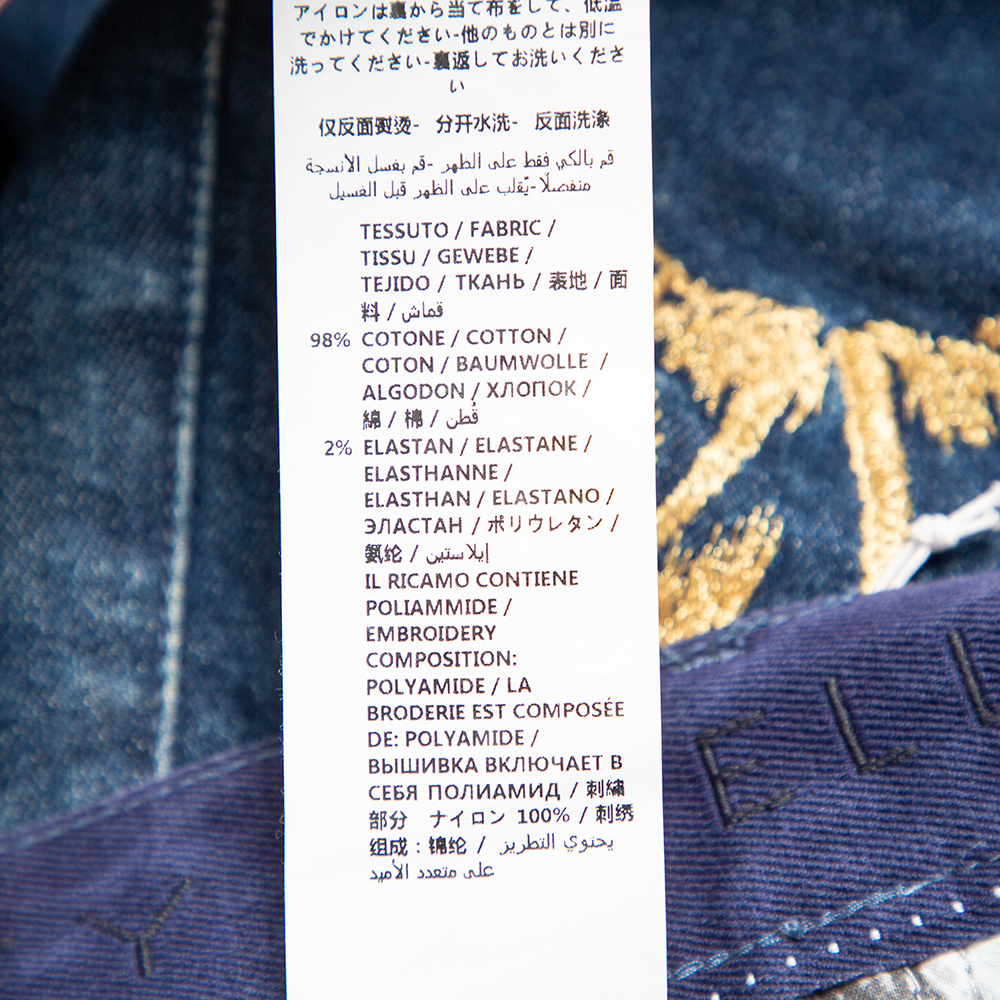 アイロンは裏から当て布をして、低温
でかけてください-他のものとは別に
洗ってください-裏返してお洗いくださ
い
仅反面熨烫- 分开水洗- 反面洗涤
قم بالكي فقط على الظهر -قم بغسل الأنسجة
منفصلًا-يُقلب على الظهر قبل الغسيل
TESSUTO / FABRIC /
TISSU / GEWEBE /
TEJIDO / ТКАНЬ / 表地 / 面
料 / قماش
98% COTONE / COTTON /
COTON / BAUMWOLLE /
ALGODON / ХЛОПОК /
綿 / 棉 / قُطن
2% ELASTAN / ELASTANE /
ELASTHANNE /
ELASTHAN / ELASTANO /
ЭЛАСТАН / ポリウレタン /
氨纶 / إيلاستين
IL RICAMO CONTIENE
POLIAMMIDE /
EMBROIDERY
COMPOSITION:
POLYAMIDE / LA
BRODERIE EST COMPOSÉE
DE: POLYAMIDE /
ВЫШИВКА ВКЛЮЧАЕТ В
СЕБЯ ПОЛИАМИД / 刺繍
部分 ナイロン 100% / 刺绣
组成 : 锦纶 / يحتوي التطريز
على متعدد الأميد
Y ELL